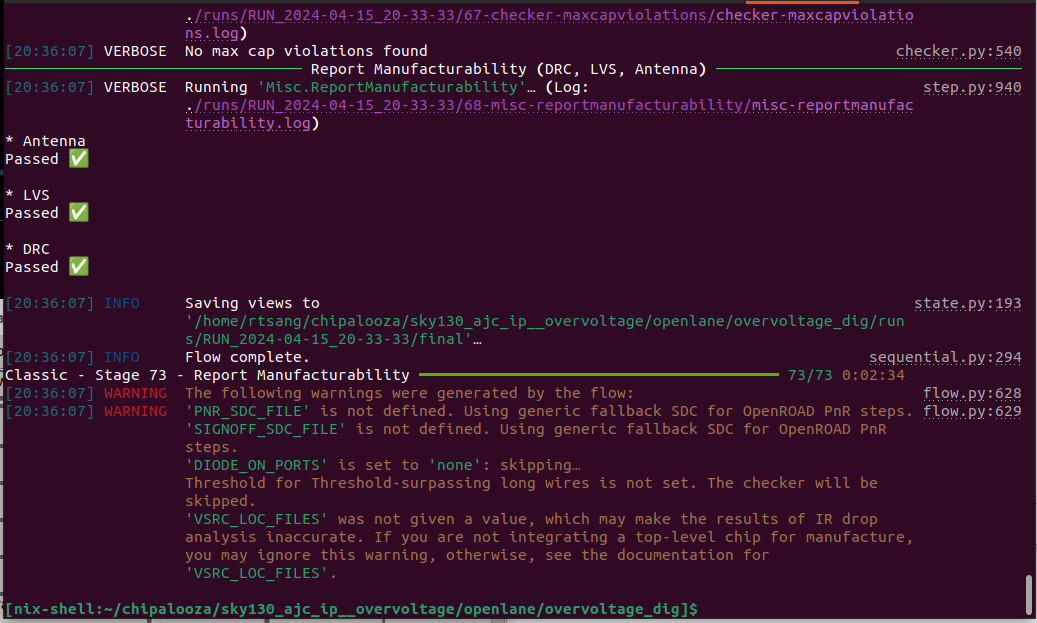 ./runs/RUN_2024-04-15_20-33-33/67-checker-maxcapviolations/checker-maxcapviolatio
ns.log)
[20:36:07] VERBOSE No max cap violations found checker.py:540
Report Manufacturability (DRC, LVS, Antenna)
[20:36:07] VERBOSE Running 'Misc.ReportManufacturability'… (Log: step.py:940
./runs/RUN_2024-04-15_20-33-33/68-misc-reportmanufacturability/misc-reportmanufac
turability.log)
* Antenna
Passed ✅
* LVS
Passed ✅
* DRC
Passed ✅
[20:36:07] INFO Saving views to state.py:193
'/home/rtsang/chipalooza/sky130_ajc_ip__overvoltage/openlane/overvoltage_dig/run
s/RUN_2024-04-15_20-33-33/final'…
[20:36:07] INFO Flow complete. sequential.py:294
Classic - Stage 73 - Report Manufacturability 73/73 0:02:34
[20:36:07] WARNING The following warnings were generated by the flow: flow.py:628
[20:36:07] WARNING 'PNR_SDC_FILE' is not defined. Using generic fallback SDC for OpenROAD PnR steps. flow.py:629
'SIGNOFF_SDC_FILE' is not defined. Using generic fallback SDC for OpenROAD PnR
steps.
'DIODE_ON_PORTS' is set to 'none': skipping…
Threshold for Threshold-surpassing long wires is not set. The checker will be
skipped.
'VSRC_LOC_FILES' was not given a value, which may make the results of IR drop
analysis inaccurate. If you are not integrating a top-level chip for manufacture,
you may ignore this warning, otherwise, see the documentation for
'VSRC_LOC_FILES'.
[nix-shell:~/chipalooza/sky130_ajc_ip__overvoltage/openlane/overvoltage_dig]$